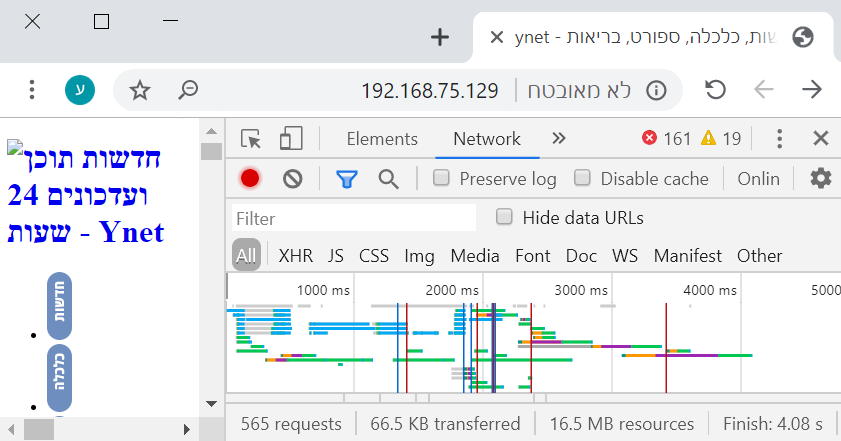 ynet - שות, כלכלה, ספורט, בריאות
ע
192.168.75.129 לא מאובטח
חדשות תוכן
ועדכונים 24
שעות - Ynet
חדשות
כלכלה
Elements Network 161 19
Preserve log Disable cache Onlin
Filter Hide data URLs
All XHR JS CSS Img Media Font Doc WS Manifest Other
1000 ms 2000 ms 3000 ms 4000 ms 5000
565 requests 66.5 KB transferred 16.5 MB resources Finish: 4.08 s